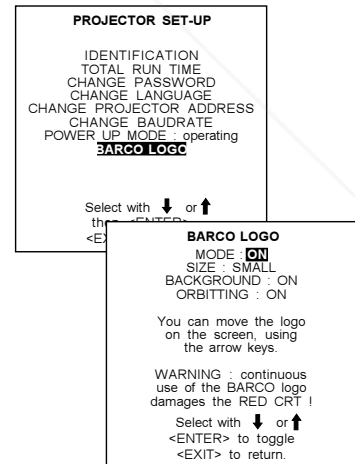 PROJECTOR SET-UP
IDENTIFICATION
TOTAL RUN TIME
CHANGE PASSWORD
CHANGE LANGUAGE
CHANGE PROJECTOR ADDRESS
CHANGE BAUDRATE
POWER UP MODE : operating
BARCO LOGO
Select with ⬇ or ⬆
BARCO LOGO
MODE : ON
SIZE : SMALL
BACKGROUND : ON
ORBITTING : ON
You can move the logo
on the screen, using
the arrow keys.
WARNING : continuous
use of the BARCO logo
damages the RED CRT !
Select with ⬇ or ⬆
<ENTER> to toggle
<EXIT> to return.